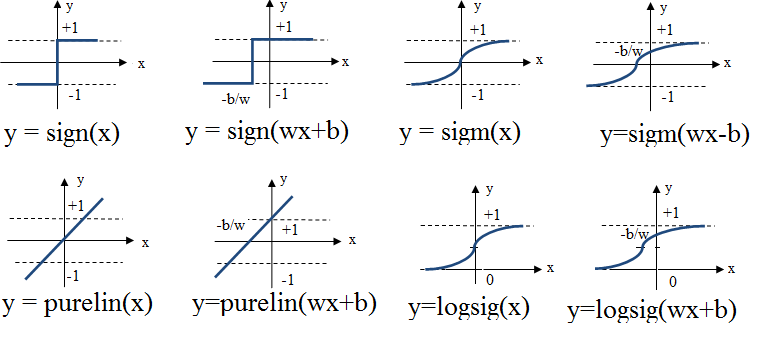 y
+1
x
-1
y = sign(x)
y
+1
x
-b/w
-1
y = sign(wx+b)
y
+1
x
-1
y = sigm(x)
y
+1
-b/w
x
-1
y=sigm(wx-b)
y
+1
x
-1
y = purelin(x)
y
-b/w
+1
x
-1
y=purelin(wx+b)
y
+1
x
0
y=logsig(x)
y
+1
-b/w
x
0
y=logsig(wx+b)